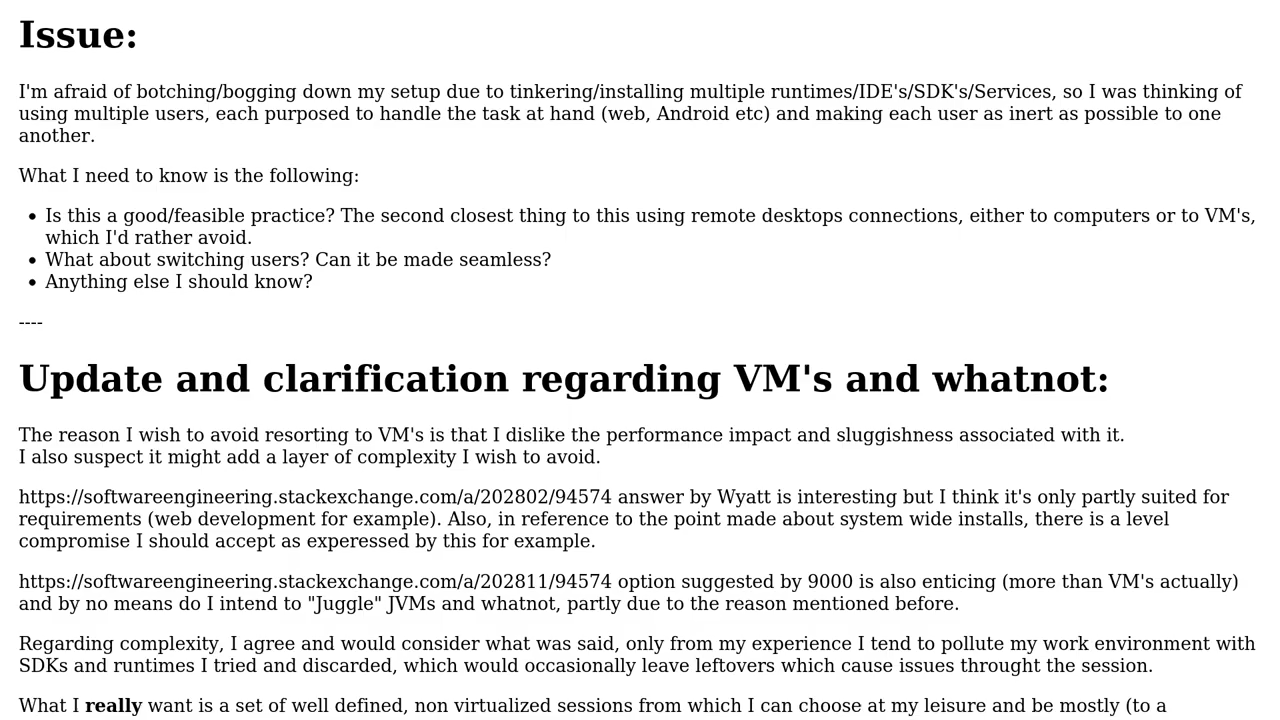 Issue:
I'm afraid of botching/bogging down my setup due to tinkering/installing multiple runtimes/IDE's/SDK's/Services, so I was thinking of
using multiple users, each purposed to handle the task at hand (web, Android etc) and making each user as inert as possible to one
another.
What I need to know is the following:
• Is this a good/feasible practice? The second closest thing to this using remote desktops connections, either to computers or to VM's,
which I'd rather avoid.
• What about switching users? Can it be made seamless?
• Anything else I should know?
----
Update and clarification regarding VM's and whatnot:
The reason I wish to avoid resorting to VM's is that I dislike the performance impact and sluggishness associated with it.
I also suspect it might add a layer of complexity I wish to avoid.
https://softwareengineering.stackexchange.com/a/202802/94574 answer by Wyatt is interesting but I think it's only partly suited for
requirements (web development for example). Also, in reference to the point made about system wide installs, there is a level
compromise I should accept as experessed by this for example.
https://softwareengineering.stackexchange.com/a/202811/94574 option suggested by 9000 is also enticing (more than VM's actually)
and by no means do I intend to "Juggle" JVMs and whatnot, partly due to the reason mentioned before.
Regarding complexity, I agree and would consider what was said, only from my experience I tend to pollute my work environment with
SDKs and runtimes I tried and discarded, which would occasionally leave leftovers which cause issues throught the session.
What I really want is a set of well defined, non virtualized sessions from which I can choose at my leisure and be mostly (to a